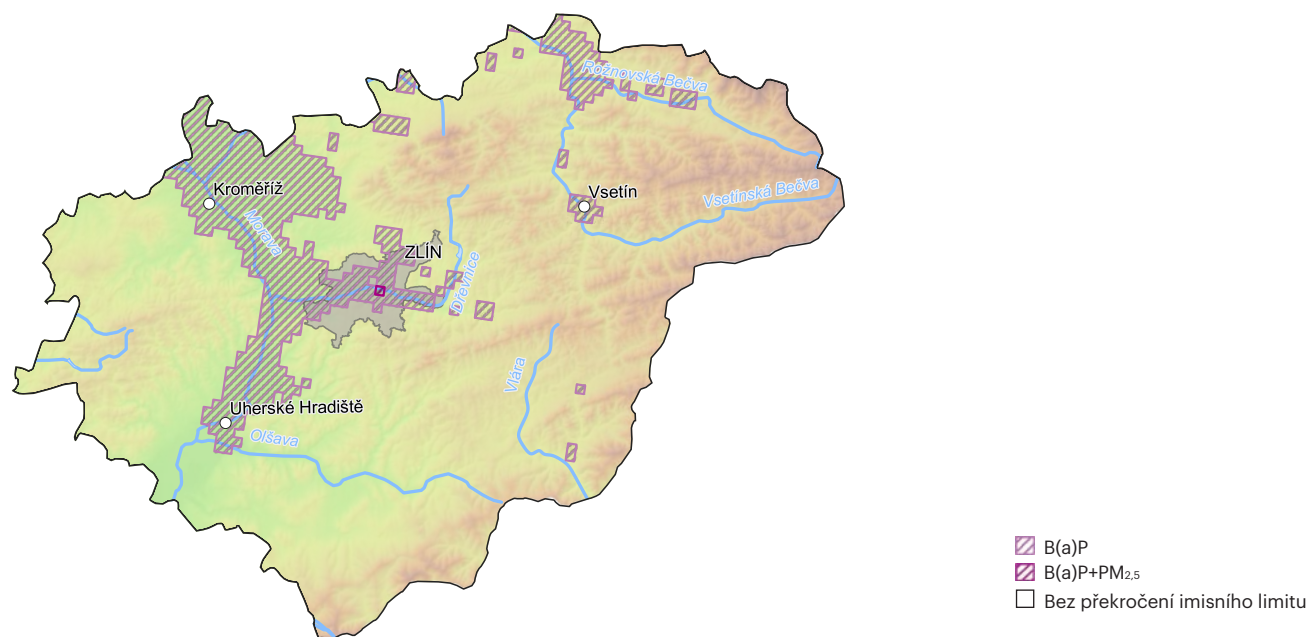 Rožnovská Bečva
Kroměříž
Vsetín
Vsetínská Bečva
Morava
ZLÍN
Dřevnice
Vlára
Uherské Hradiště
Olšava
B(a)P
B(a)P+PM2,5
Bez překročení imisního limitu